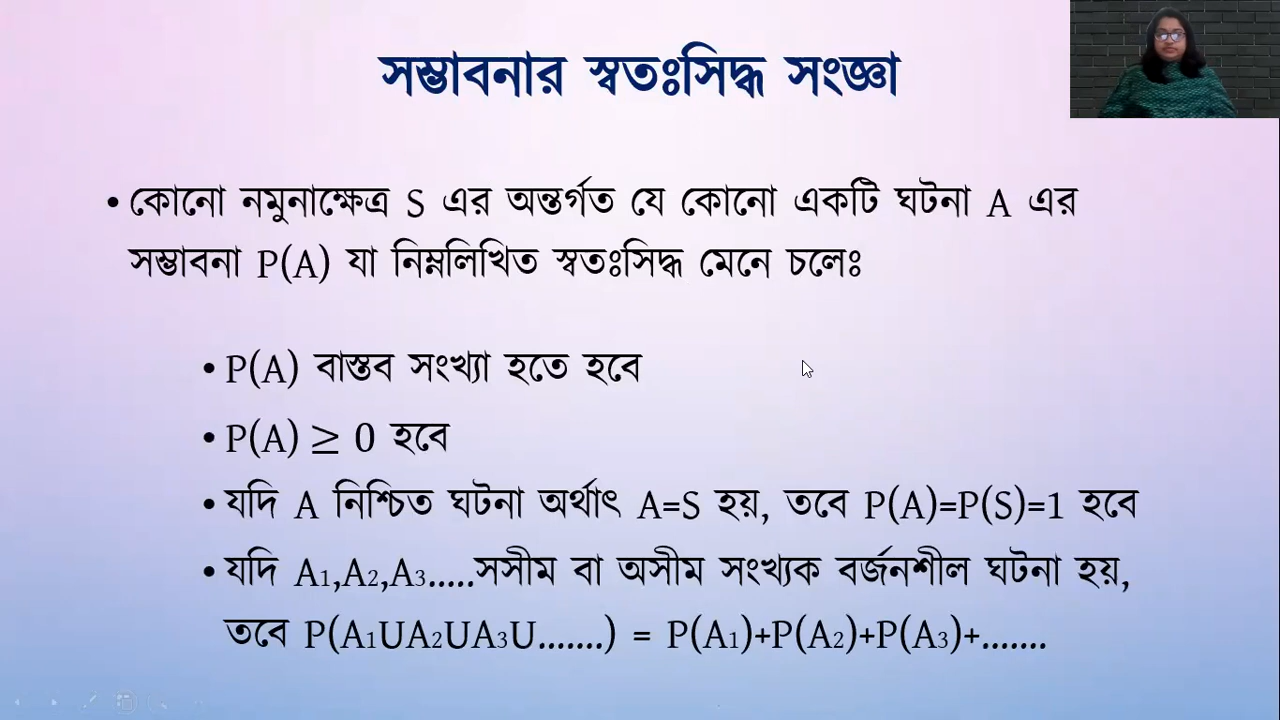 সম্ভাবনার স্বতঃসিদ্ধ সংজ্ঞা
• কোনো নমুনাক্ষেত্র S এর অন্তর্গত যে কোনো একটি ঘটনা A এর
সম্ভাবনা P(A) যা নিম্নলিখিত স্বতঃসিদ্ধ মেনে চলেঃ
• P(A) বাস্তব সংখ্যা হতে হবে
• P(A) ≥ 0 হবে
• যদি A নিশ্চিত ঘটনা অর্থাৎ A=S হয়, তবে P(A)=P(S)=1 হবে
• যদি A₁,A₂,A₃.....সসীম বা অসীম সংখ্যক বর্জনশীল ঘটনা হয়,
তবে P(A₁UA₂UA₃U.......) = P(A₁)+P(A₂)+P(A₃)+.......